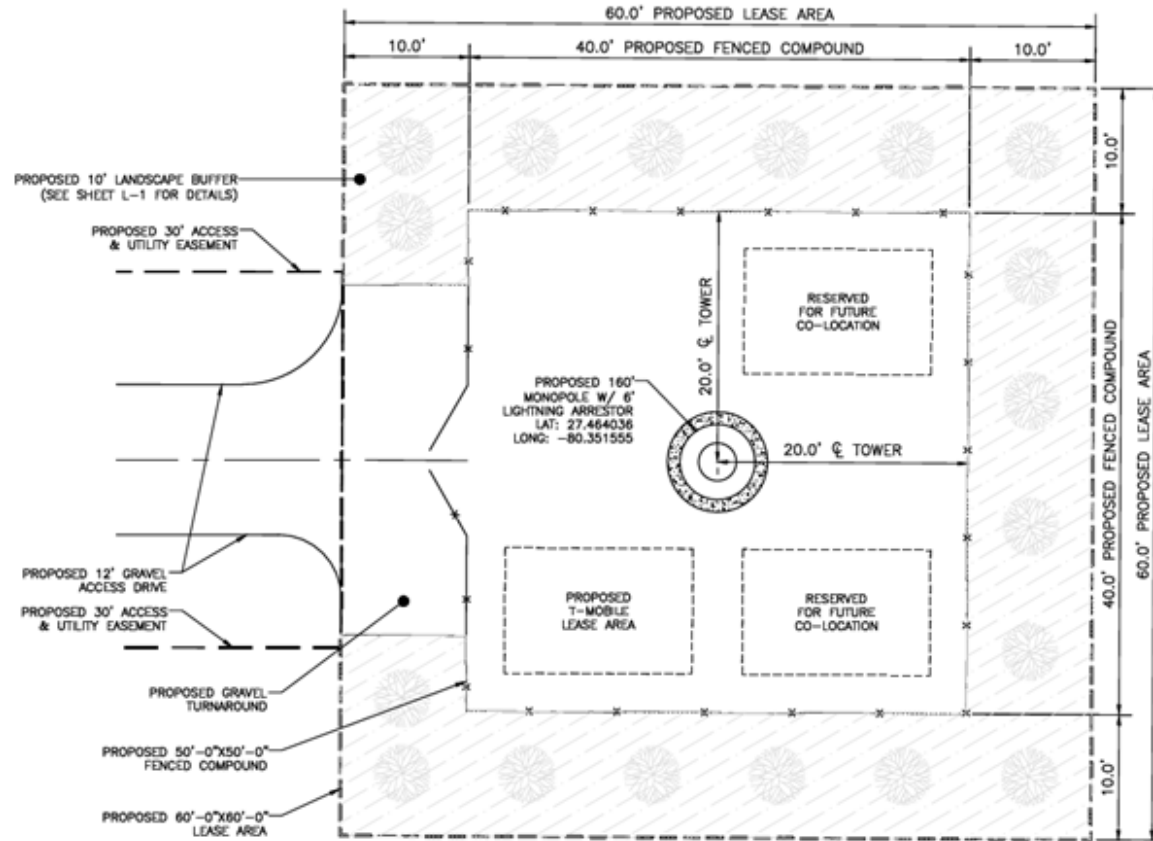 60.0' PROPOSED LEASE AREA
10.0'
40.0' PROPOSED FENCED COMPOUND
10.0'
PROPOSED 10' LANDSCAPE BUFFER
(SEE SHEET L-1 FOR DETAILS)
PROPOSED 30' ACCESS
& UTILITY EASEMENT
10.0'
RESERVED
FOR FUTURE
CO-LOCATION
20.0' ℄ TOWER
PROPOSED 160'
MONOPOLE W/ 6'
LIGHTNING ARRESTOR
LAT: 27.464036
LONG: -80.351555
20.0' ℄ TOWER
40.0' PROPOSED FENCED COMPOUND
60.0' PROPOSED LEASE AREA
PROPOSED 12' GRAVEL
ACCESS DRIVE
PROPOSED 30' ACCESS
& UTILITY EASEMENT
PROPOSED
T-MOBILE
LEASE AREA
RESERVED
FOR FUTURE
CO-LOCATION
PROPOSED GRAVEL
TURNAROUND
PROPOSED 50'-0"X50'-0"
FENCED COMPOUND
10.0'
PROPOSED 60'-0"X60'-0"
LEASE AREA